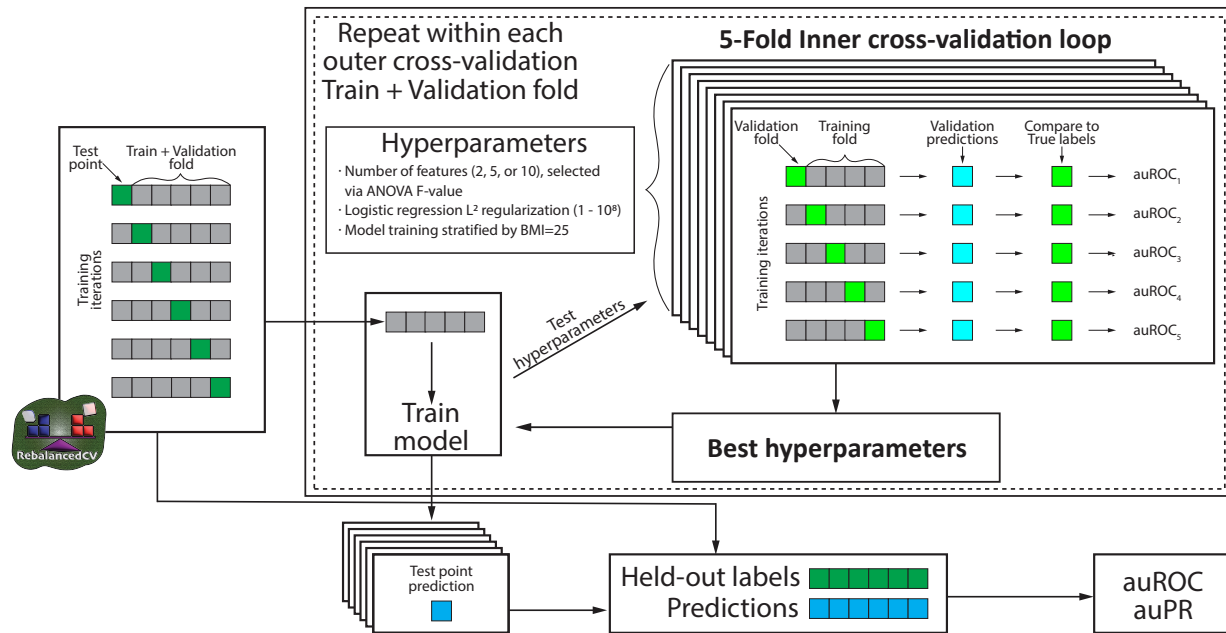 Repeat within each
outer cross-validation
Train + Validation fold
5-Fold Inner cross-validation loop
Hyperparameters
· Number of features (2, 5, or 10), selected
via ANOVA F-value
· Logistic regression L² regularization (1 - 10⁸)
· Model training stratified by BMI=25
Test
point
Train + Validation
fold
Training
iterations
RebalancedCV
Validation
fold
Training
fold
Validation
predictions
Compare to
True labels
Training iterations
auROC₁
auROC₂
auROC₃
auROC₄
auROC₅
Test
hyperparameters
Train
model
Best hyperparameters
Test point
prediction
Held-out labels
Predictions
auROC
auPR